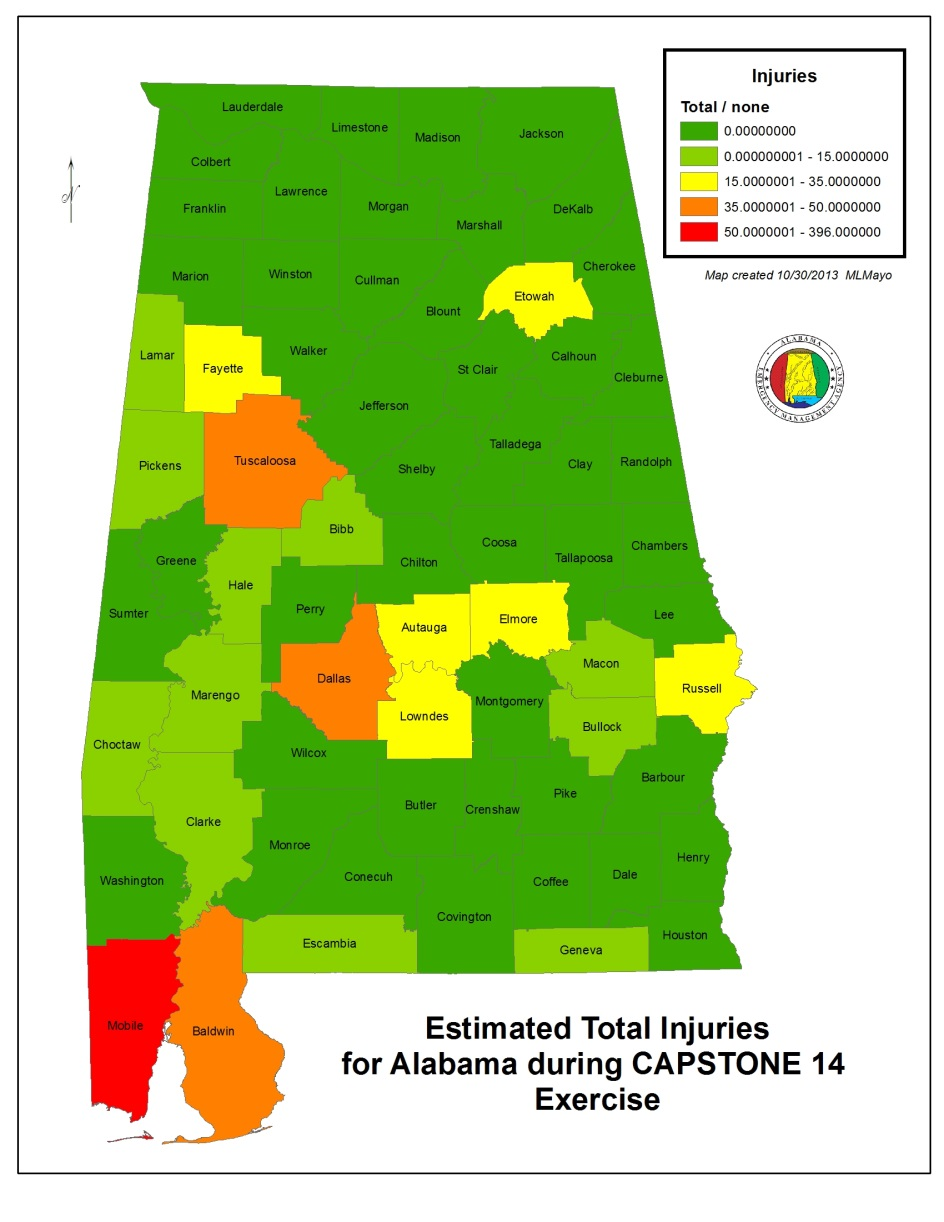 Injuries
Total / none
0.00000000
0.000000001 - 15.0000000
15.0000001 - 35.0000000
35.0000001 - 50.0000000
50.0000001 - 396.000000
Map created 10/30/2013 MLMayo
N
ALABAMA
EMERGENCY MANAGEMENT AGENCY
Lauderdale
Limestone
Madison
Jackson
Colbert
Lawrence
Franklin
Morgan
DeKalb
Marshall
Cherokee
Marion
Winston
Cullman
Etowah
Blount
Lamar
Fayette
Walker
St Clair
Calhoun
Cleburne
Jefferson
Talladega
Pickens
Tuscaloosa
Shelby
Clay
Randolph
Bibb
Coosa
Chambers
Greene
Chilton
Tallapoosa
Hale
Sumter
Perry
Autauga
Elmore
Lee
Macon
Dallas
Marengo
Montgomery
Russell
Lowndes
Bullock
Choctaw
Wilcox
Barbour
Clarke
Butler
Crenshaw
Pike
Monroe
Washington
Conecuh
Coffee
Dale
Henry
Covington
Escambia
Geneva
Houston
Mobile
Baldwin
Estimated Total Injuries
for Alabama during CAPSTONE 14
Exercise